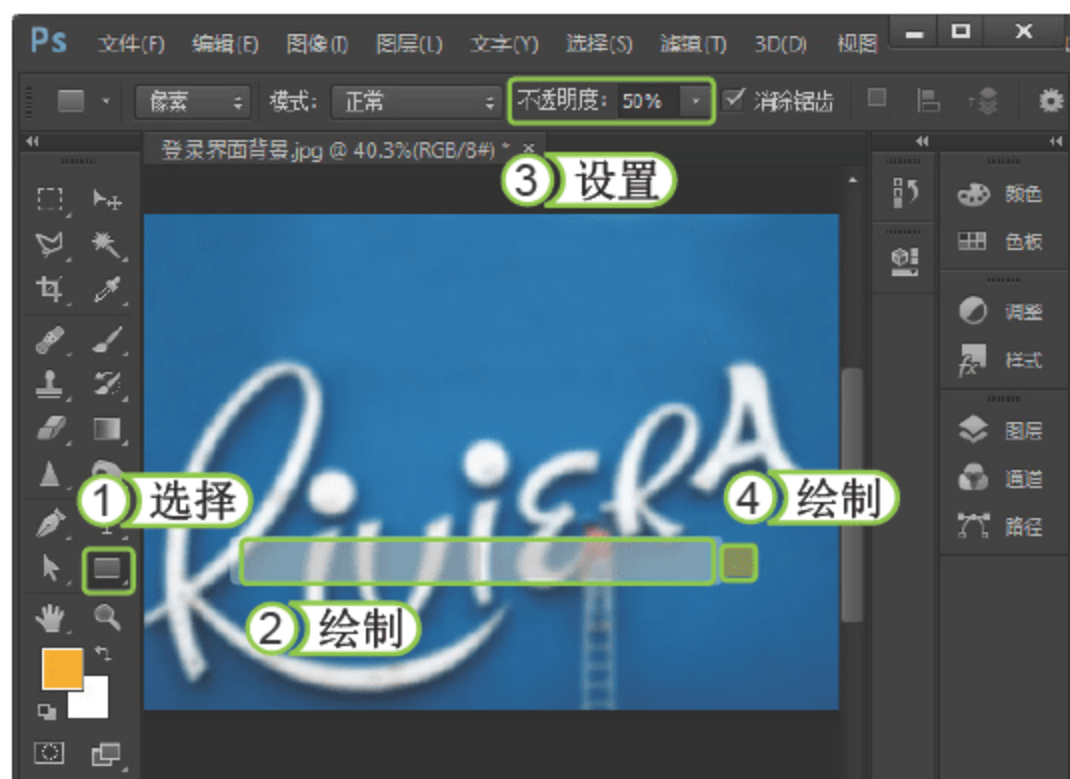 Ps 文件(F) 编辑(E) 图像(I) 图层(L) 文字(Y) 选择(S) 滤镜(T) 3D(D) 视图
像素 模式: 正常 不透明度: 50% 消除锯齿
登录界面背景.jpg @ 40.3%(RGB/8#) * ×
3 设置
颜色
色板
调整
样式
fx
图层
通道
路径
RiviERA
1 选择
4 绘制
2 绘制